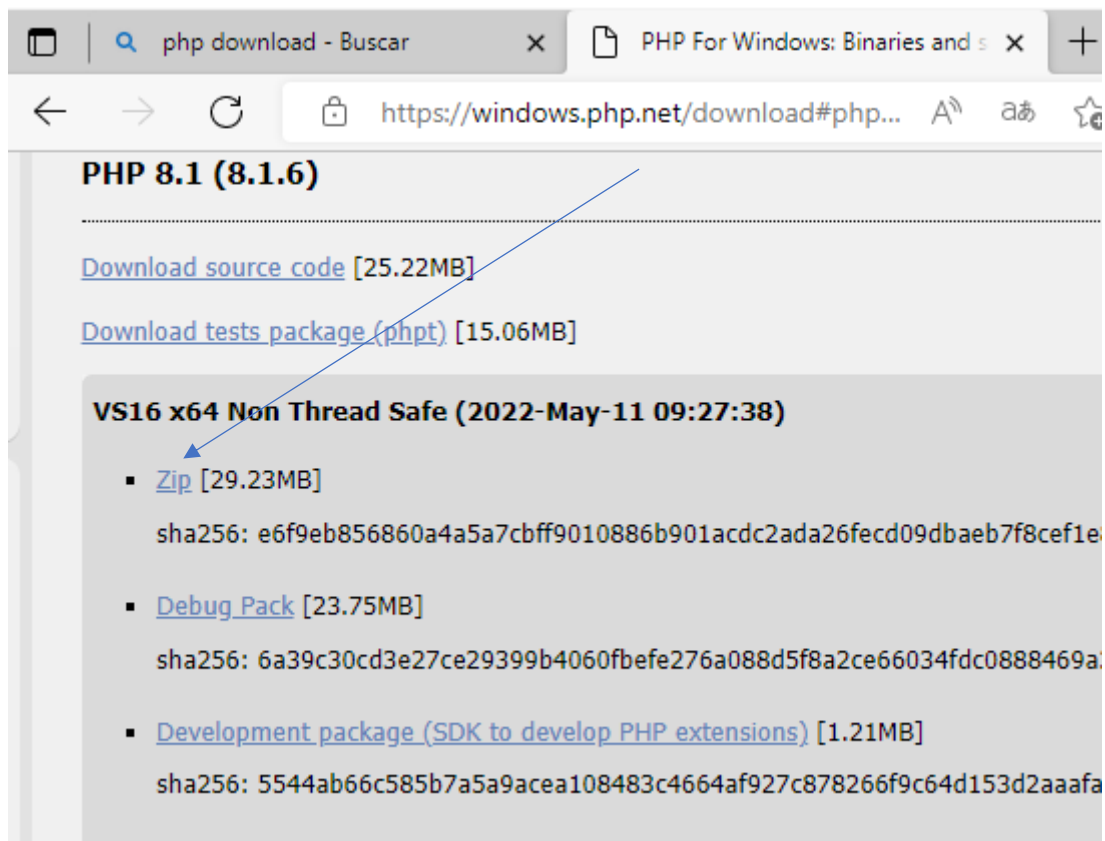 php download - Buscar
PHP For Windows: Binaries and s
https://windows.php.net/download#php...
PHP 8.1 (8.1.6)
Download source code [25.22MB]
Download tests package (phpt) [15.06MB]
VS16 x64 Non Thread Safe (2022-May-11 09:27:38)
Zip [29.23MB]
sha256: e6f9eb856860a4a5a7cbff9010886b901acdc2ada26fecd09dbaeb7f8cef1e8
Debug Pack [23.75MB]
sha256: 6a39c30cd3e27ce29399b4060fbefe276a088d5f8a2ce66034fdc0888469a3
Development package (SDK to develop PHP extensions) [1.21MB]
sha256: 5544ab66c585b7a5a9acea108483c4664af927c878266f9c64d153d2aaafa